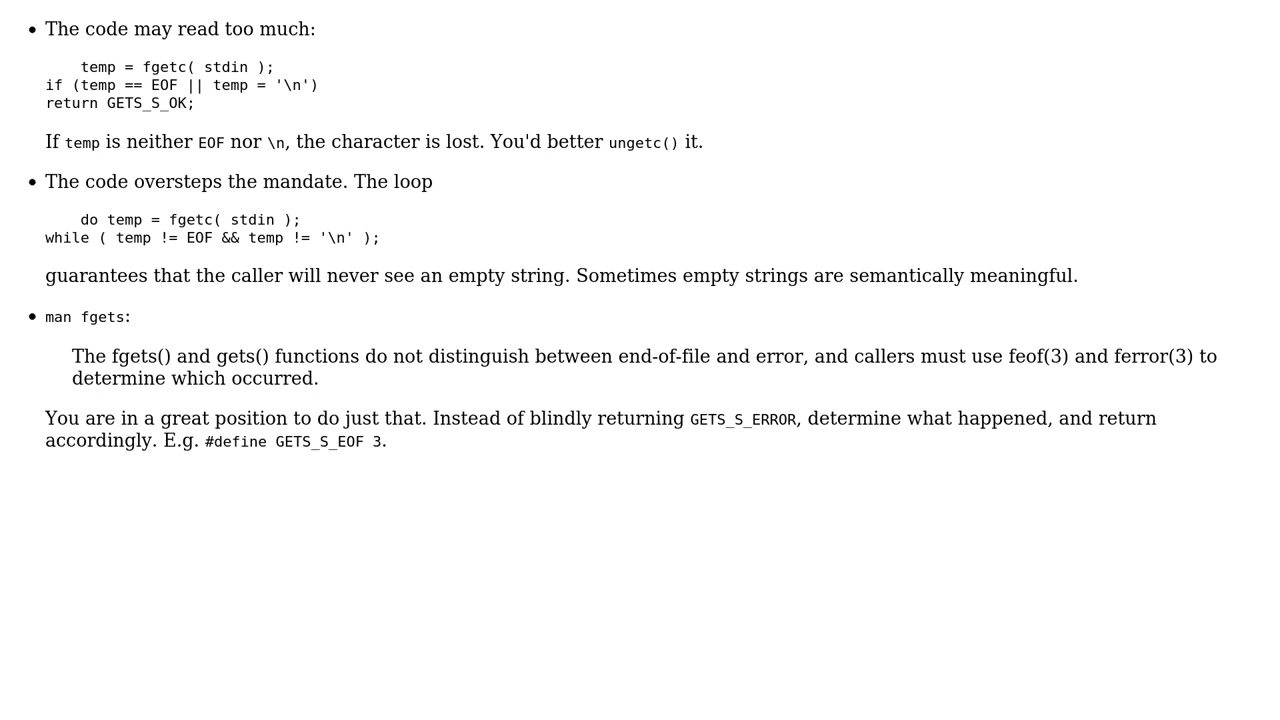 • The code may read too much:
temp = fgetc( stdin );
if (temp == EOF || temp = '\n')
return GETS_S_OK;
If temp is neither EOF nor \n, the character is lost. You'd better ungetc() it.
• The code oversteps the mandate. The loop
do temp = fgetc( stdin );
while ( temp != EOF && temp != '\n' );
guarantees that the caller will never see an empty string. Sometimes empty strings are semantically meaningful.
• man fgets:
The fgets() and gets() functions do not distinguish between end-of-file and error, and callers must use feof(3) and ferror(3) to
determine which occurred.
You are in a great position to do just that. Instead of blindly returning GETS_S_ERROR, determine what happened, and return
accordingly. E.g. #define GETS_S_EOF 3.